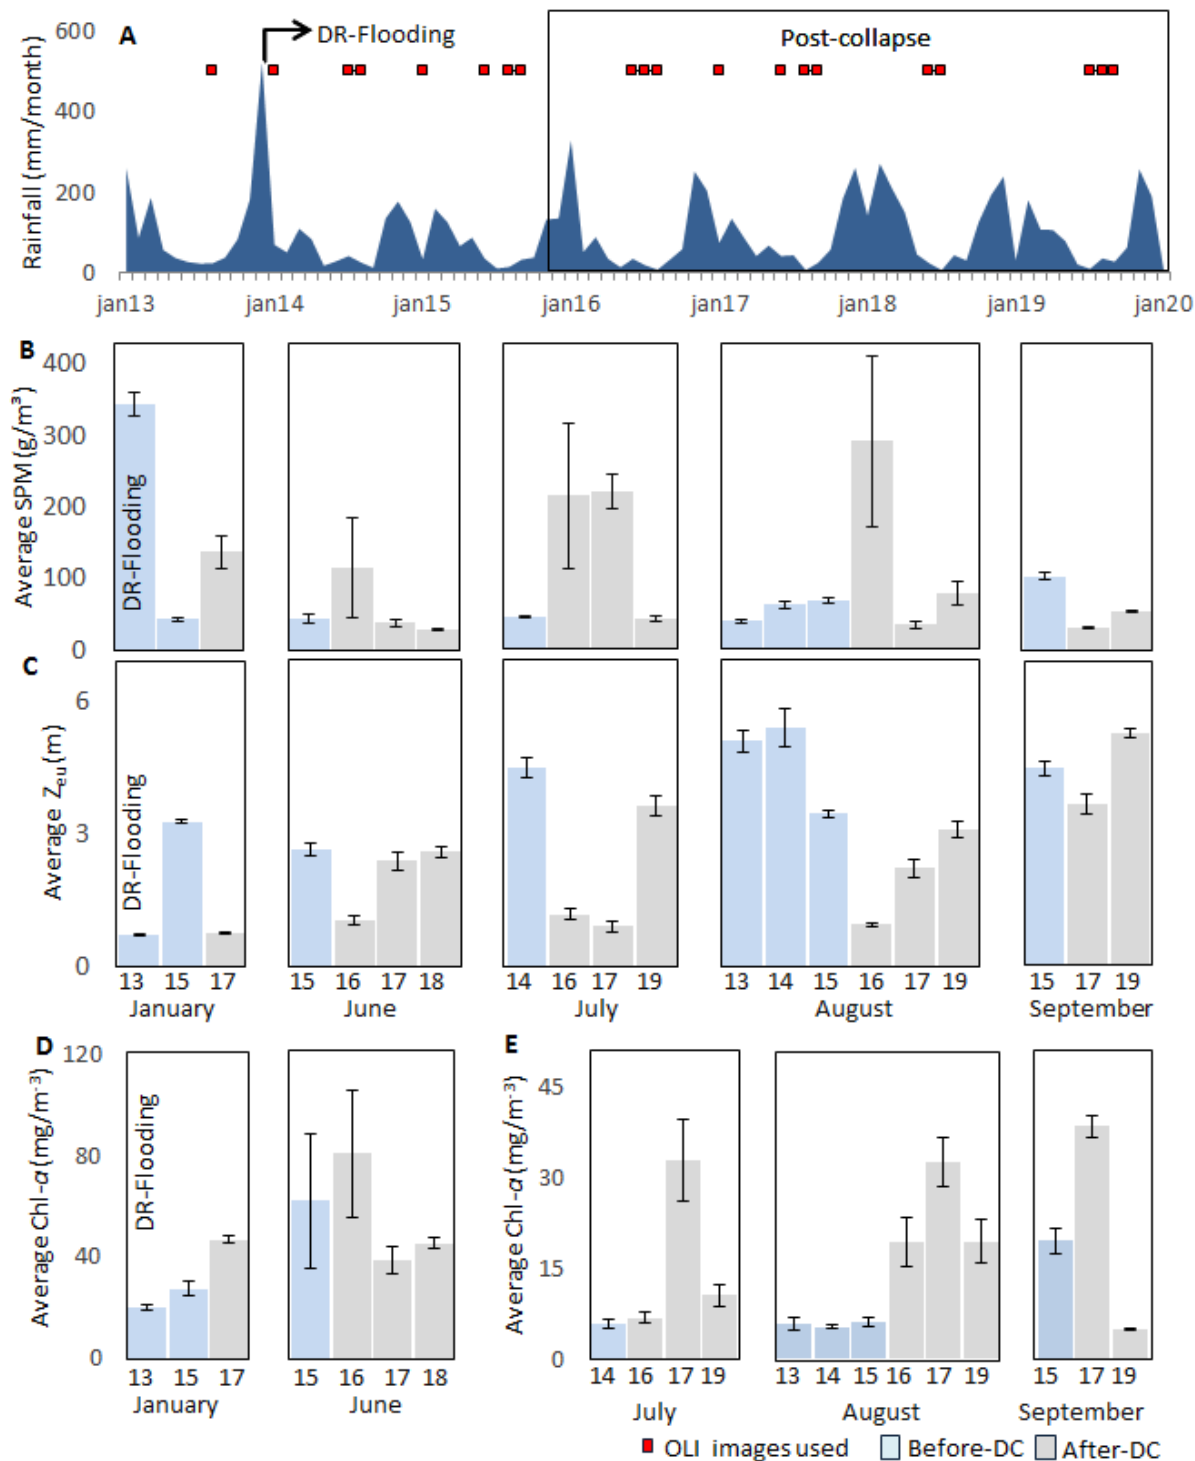 A
DR-Flooding
Post-collapse
Rainfall (mm/month)
600
400
200
0
jan13 jan14 jan15 jan16 jan17 jan18 jan19 jan20
B
Average SPM (g/m³)
400
300
200
100
0
DR-Flooding
C
Average Zeu (m)
6
3
0
DR-Flooding
13 15 17 15 16 17 18 14 16 17 19 13 14 15 16 17 19 15 17 19
January June July August September
D
Average Chl-a (mg/m-³)
120
80
40
0
DR-Flooding
13 15 17 15 16 17 18
January June
E
Average Chl-a (mg/m-³)
45
30
15
0
14 16 17 19 13 14 15 16 17 19 15 17 19
July August September
OLI images used Before-DC After-DC